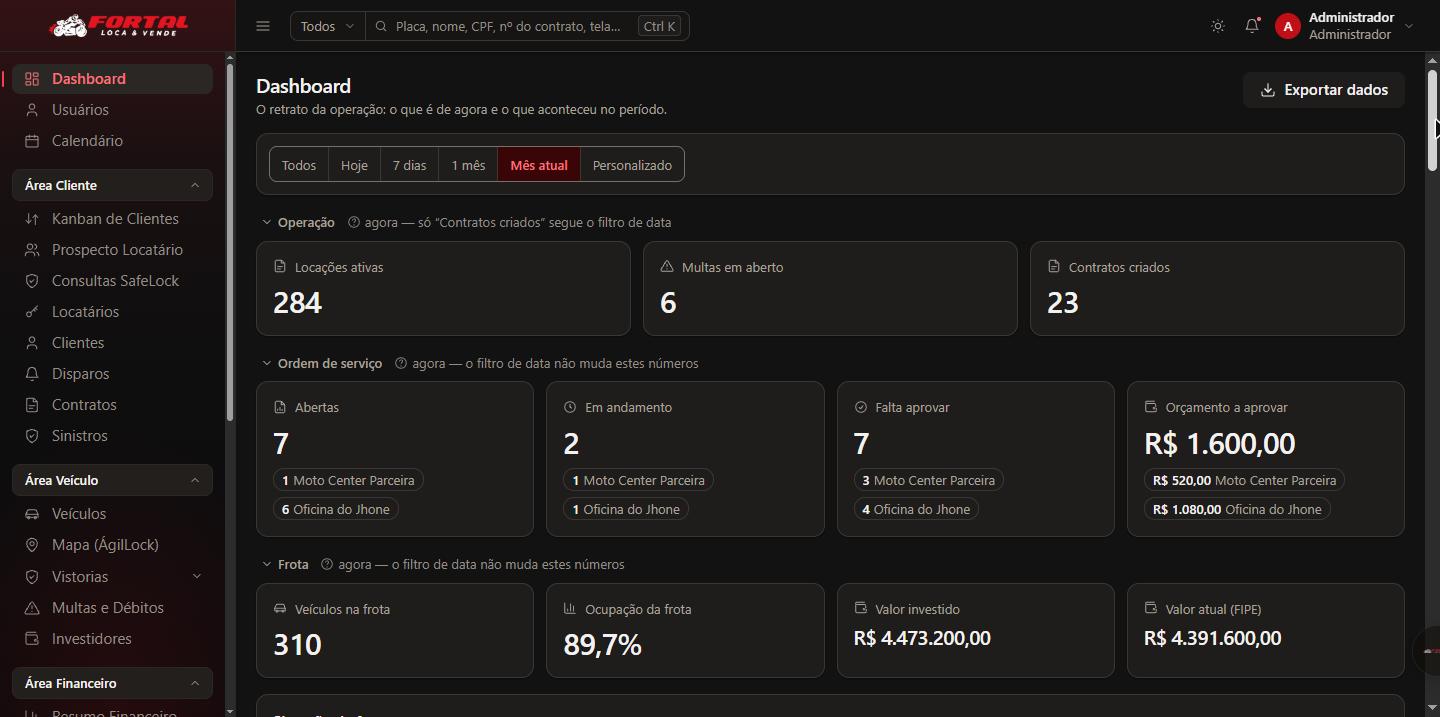 FORTAL
LOCA & VENDE
Todos
Placa, nome, CPF, nº do contrato, tela...
Ctrl K
A
Administrador
Administrador
Dashboard
Usuários
Calendário
Área Cliente
Kanban de Clientes
Prospecto Locatário
Consultas SafeLock
Locatários
Clientes
Disparos
Contratos
Sinistros
Área Veículo
Veículos
Mapa (ÁgilLock)
Vistorias
Multas e Débitos
Investidores
Área Financeiro
Resumo Financeiro
Dashboard
O retrato da operação: o que é de agora e o que aconteceu no período.
Exportar dados
Todos
Hoje
7 dias
1 mês
Mês atual
Personalizado
Operação
agora — só "Contratos criados" segue o filtro de data
Locações ativas
284
Multas em aberto
6
Contratos criados
23
Ordem de serviço
agora — o filtro de data não muda estes números
Abertas
7
1 Moto Center Parceira
6 Oficina do Jhone
Em andamento
2
1 Moto Center Parceira
1 Oficina do Jhone
Falta aprovar
7
3 Moto Center Parceira
4 Oficina do Jhone
Orçamento a aprovar
R$ 1.600,00
R$ 520,00 Moto Center Parceira
R$ 1.080,00 Oficina do Jhone
Frota
agora — o filtro de data não muda estes números
Veículos na frota
310
Ocupação da frota
89,7%
Valor investido
R$ 4.473.200,00
Valor atual (FIPE)
R$ 4.391.600,00